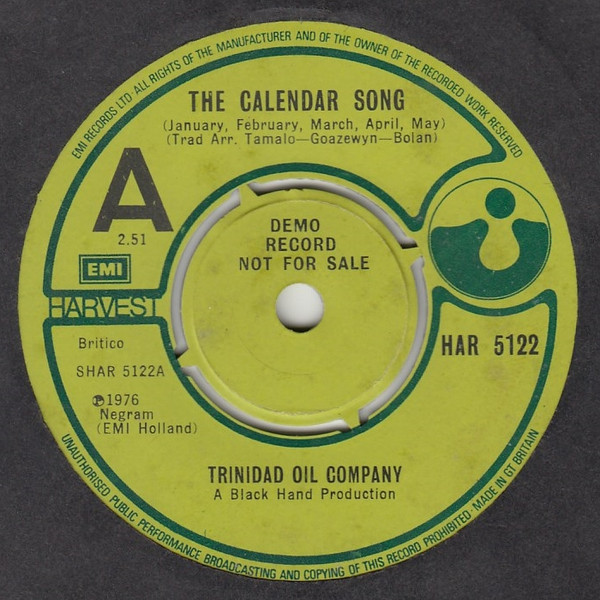 EMI RECORDS LTD· ALL RIGHTS OF THE MANUFACTURER AND OF THE OWNER OF THE RECORDED WORK RESERVED
THE CALENDAR SONG
(January, February, March, April, May)
(Trad Arr. Tamalo—Goazewyn—Bolan)
A
2.51
EMI
HARVEST
DEMO
RECORD
NOT FOR SALE
Britico
SHAR 5122A
℗1976
Negram
(EMI Holland)
HAR 5122
TRINIDAD OIL COMPANY
A Black Hand Production
UNAUTHORISED PUBLIC PERFORMANCE BROADCASTING AND COPYING OF THIS RECORD PROHIBITED· MADE IN GT BRITAIN